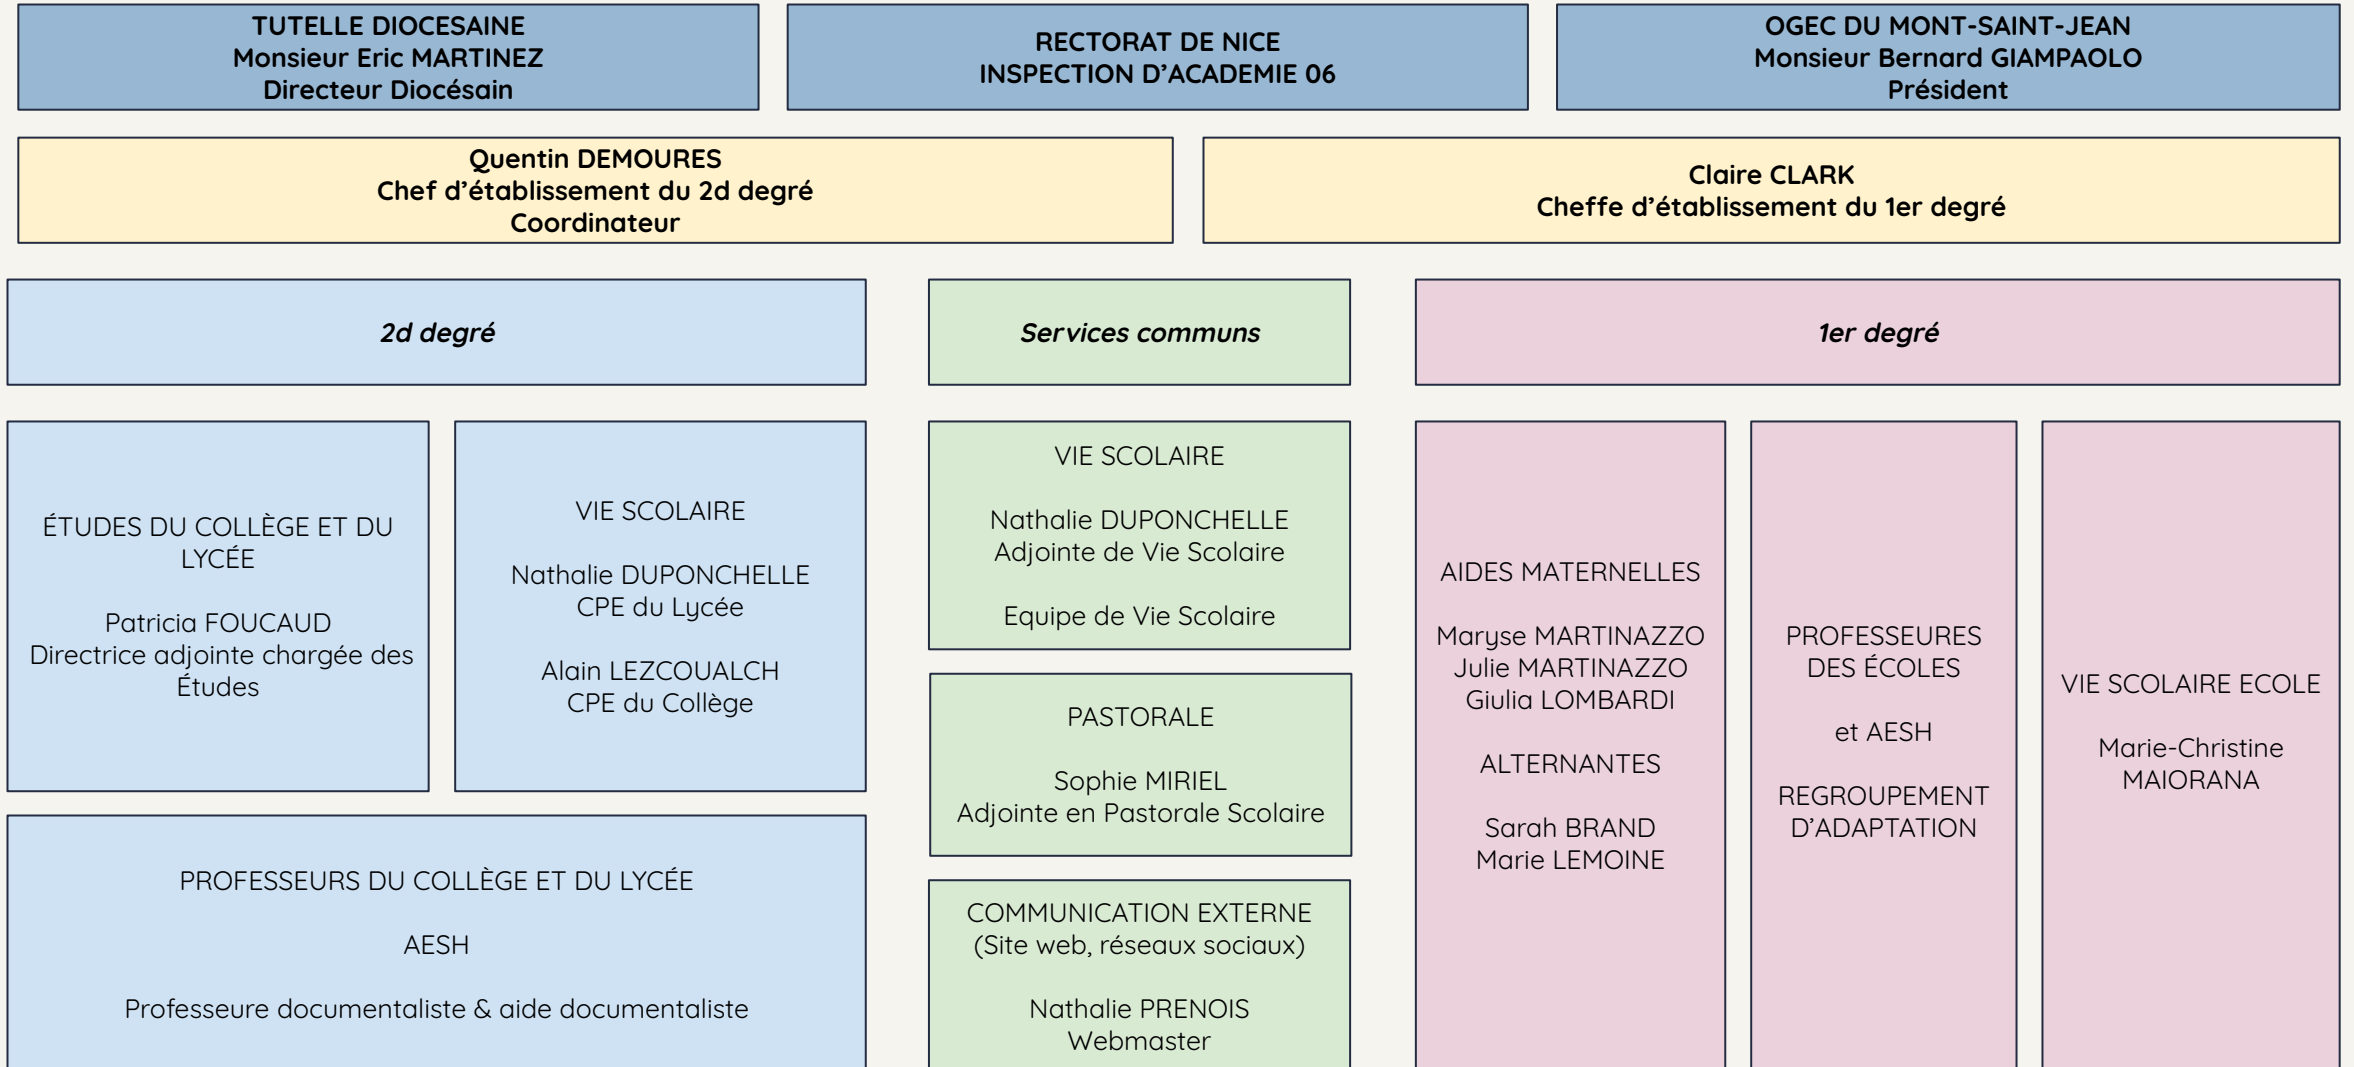 TUTELLE DIOCESAINE
Monsieur Eric MARTINEZ
Directeur Diocésain
RECTORAT DE NICE
INSPECTION D’ACADEMIE 06
OGEC DU MONT-SAINT-JEAN
Monsieur Bernard GIAMPAOLO
Président
Quentin DEMOURES
Chef d’établissement du 2d degré
Coordinateur
Claire CLARK
Cheffe d’établissement du 1er degré
2d degré
Services communs
1er degré
ÉTUDES DU COLLÈGE ET DU
LYCÉE
Patricia FOUCAUD
Directrice adjointe chargée des
Études
VIE SCOLAIRE
Nathalie DUPONCHELLE
CPE du Lycée
Alain LEZCOUALCH
CPE du Collège
PROFESSEURS DU COLLÈGE ET DU LYCÉE
AESH
Professeure documentaliste & aide documentaliste
VIE SCOLAIRE
Nathalie DUPONCHELLE
Adjointe de Vie Scolaire
Equipe de Vie Scolaire
PASTORALE
Sophie MIRIEL
Adjointe en Pastorale Scolaire
COMMUNICATION EXTERNE
(Site web, réseaux sociaux)
Nathalie PRENOIS
Webmaster
AIDES MATERNELLES
Maryse MARTINAZZO
Julie MARTINAZZO
Giulia LOMBARDI
ALTERNANTES
Sarah BRAND
Marie LEMOINE
PROFESSEURES
DES ÉCOLES
et AESH
REGROUPEMENT
D’ADAPTATION
VIE SCOLAIRE ECOLE
Marie-Christine
MAIORANA